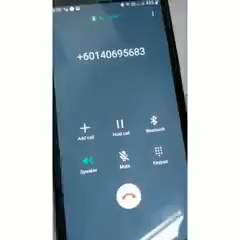 +60140695683
Add call
Hold call
Bluetooth
Speaker
Mute
Keypad